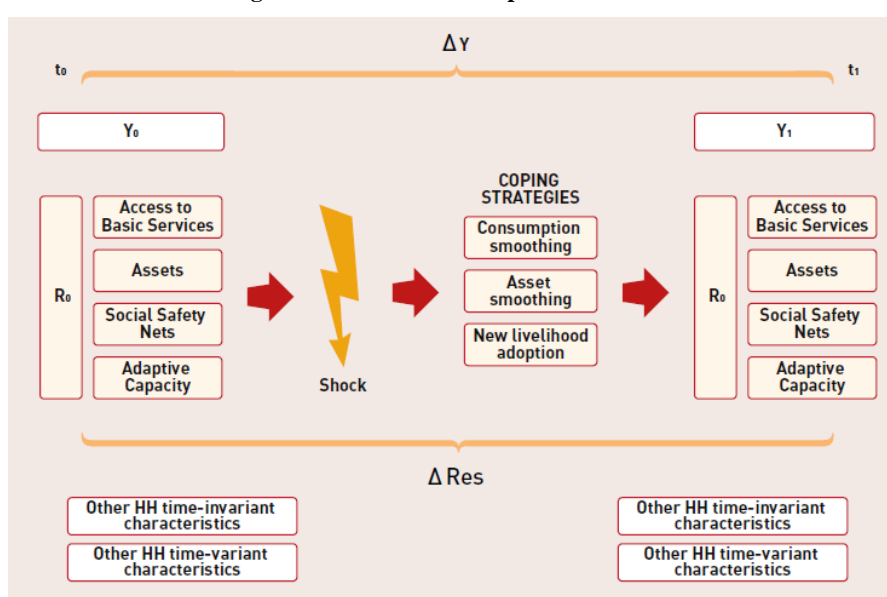 ΔY
t₀
t₁
Y₀
Y₁
R₀
Access to
Basic Services
Assets
Social Safety
Nets
Adaptive
Capacity
Shock
COPING
STRATEGIES
Consumption
smoothing
Asset
smoothing
New livelihood
adoption
R₀
Access to
Basic Services
Assets
Social Safety
Nets
Adaptive
Capacity
Δ Res
Other HH time-invariant
characteristics
Other HH time-variant
characteristics
Other HH time-invariant
characteristics
Other HH time-variant
characteristics